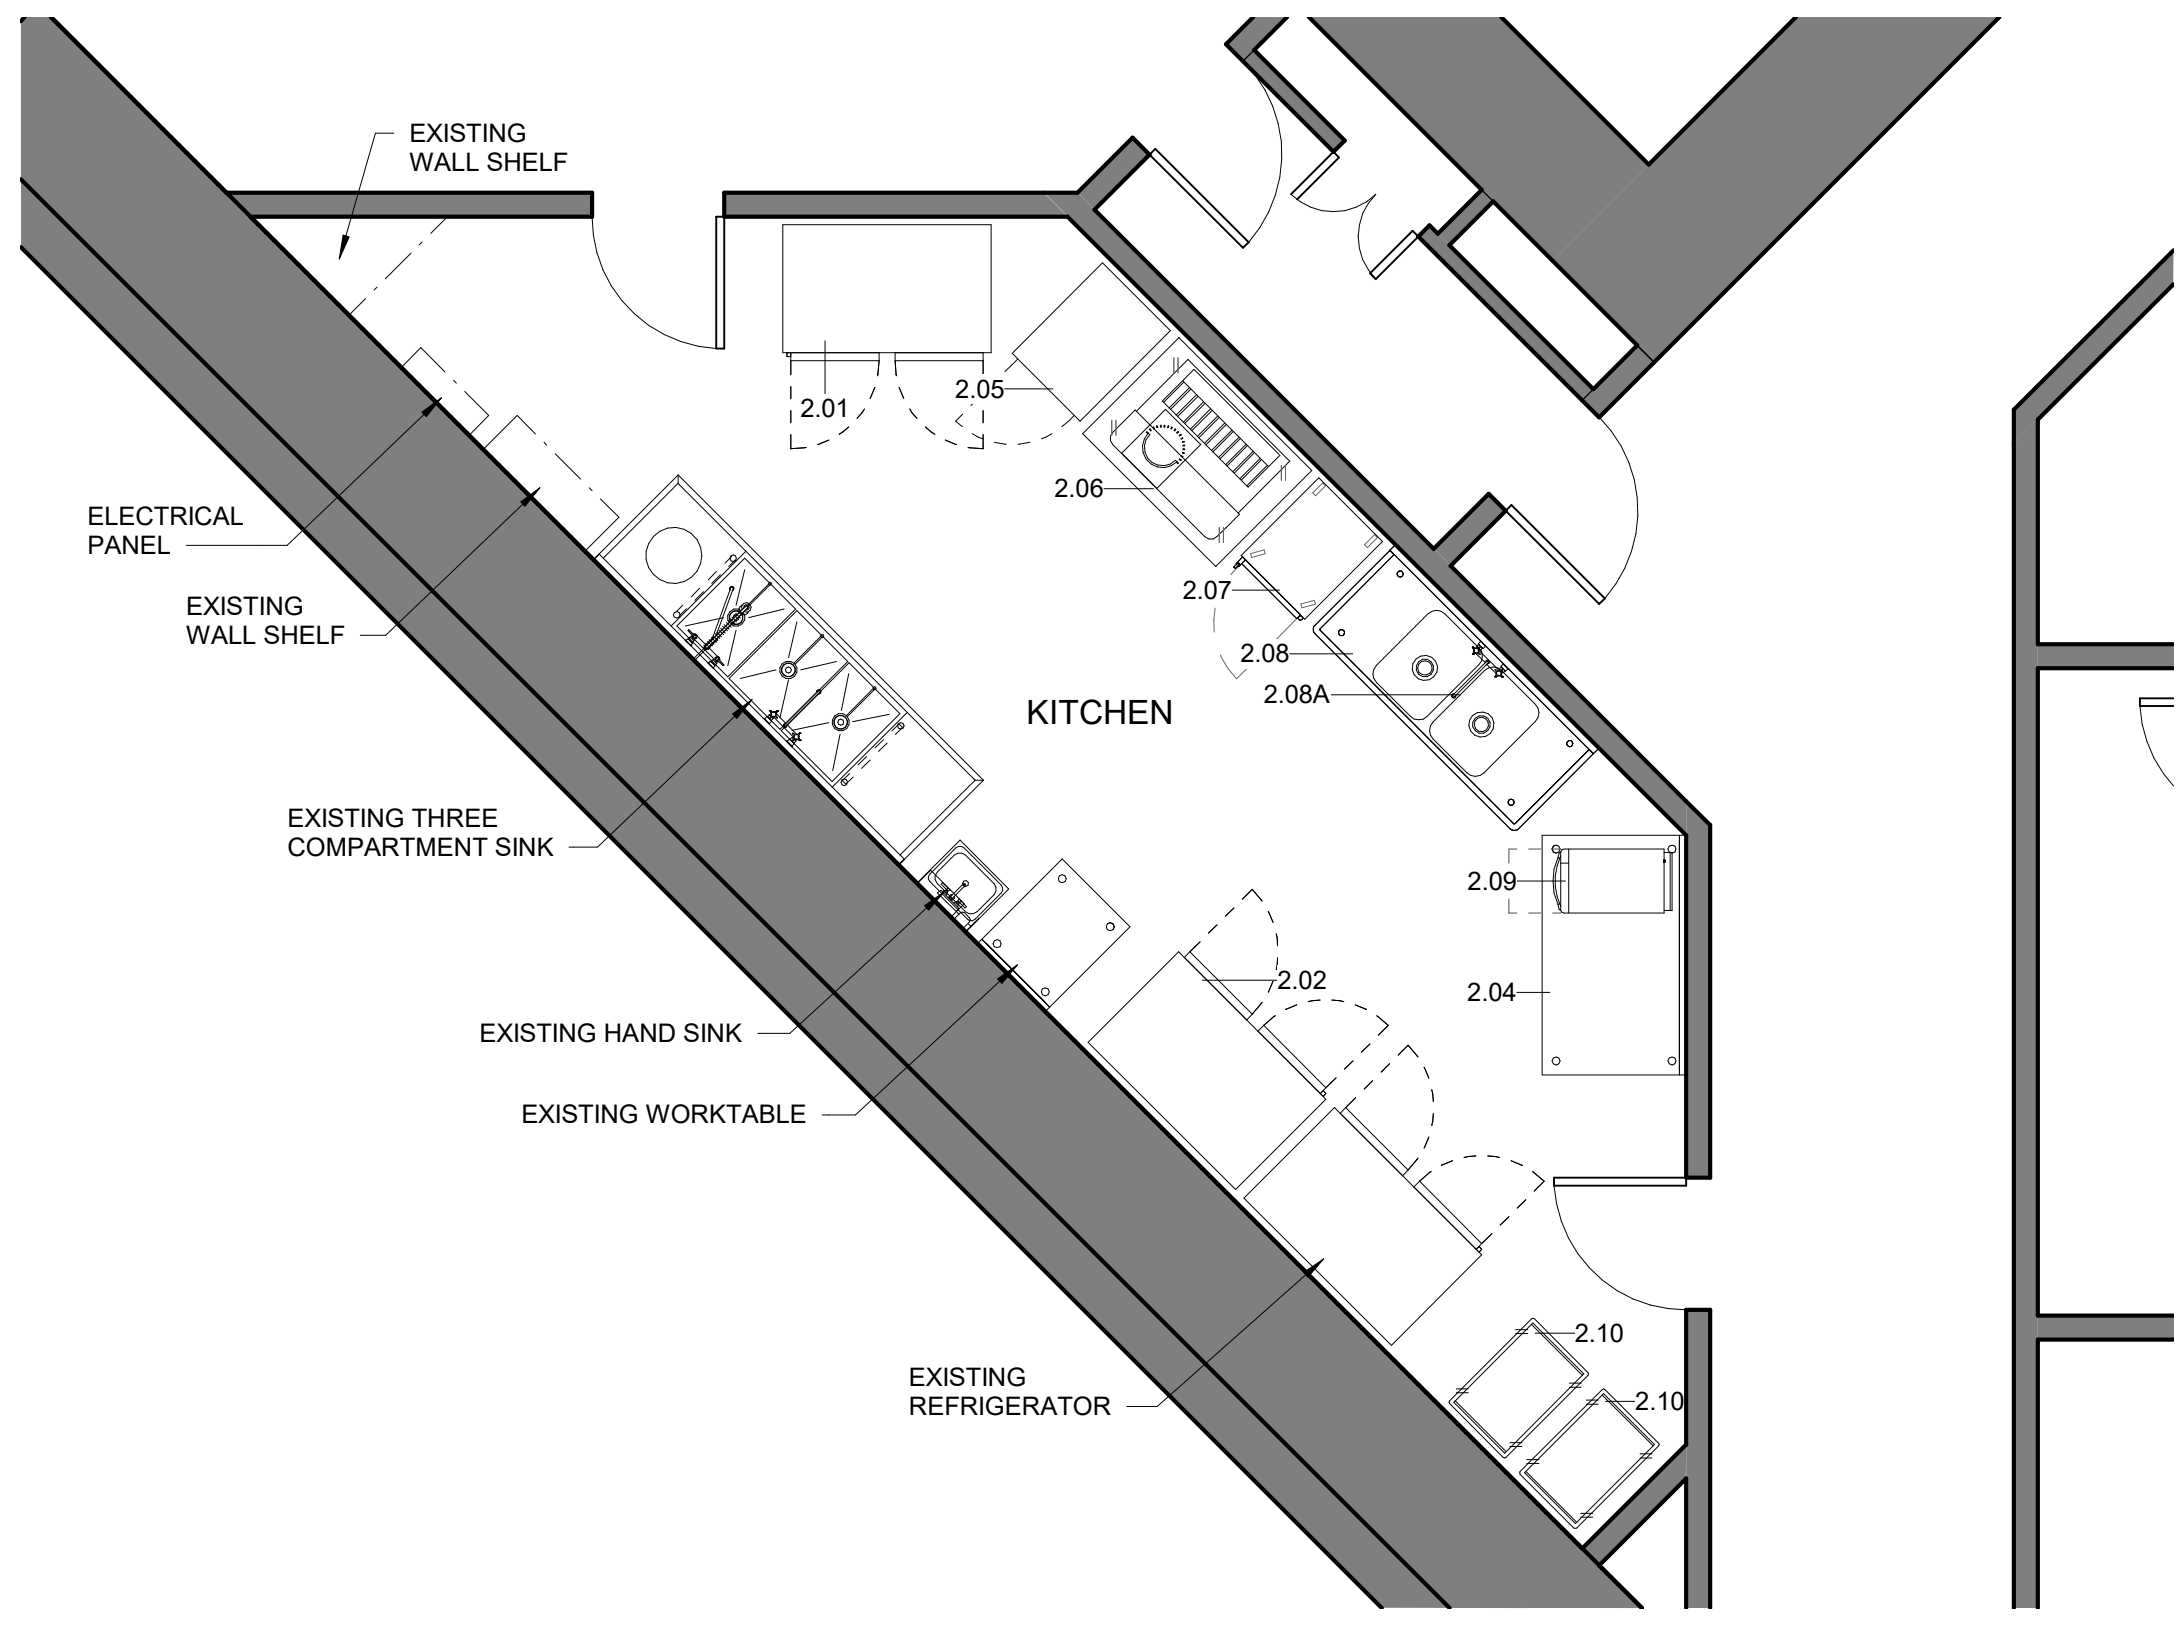 EXISTING
WALL SHELF
2.05
2.01
2.06
ELECTRICAL
PANEL
2.07
EXISTING
WALL SHELF
2.08
2.08A
KITCHEN
EXISTING THREE
COMPARTMENT SINK
2.09
2.02
2.04
EXISTING HAND SINK
EXISTING WORKTABLE
2.10
EXISTING
REFRIGERATOR
2.10